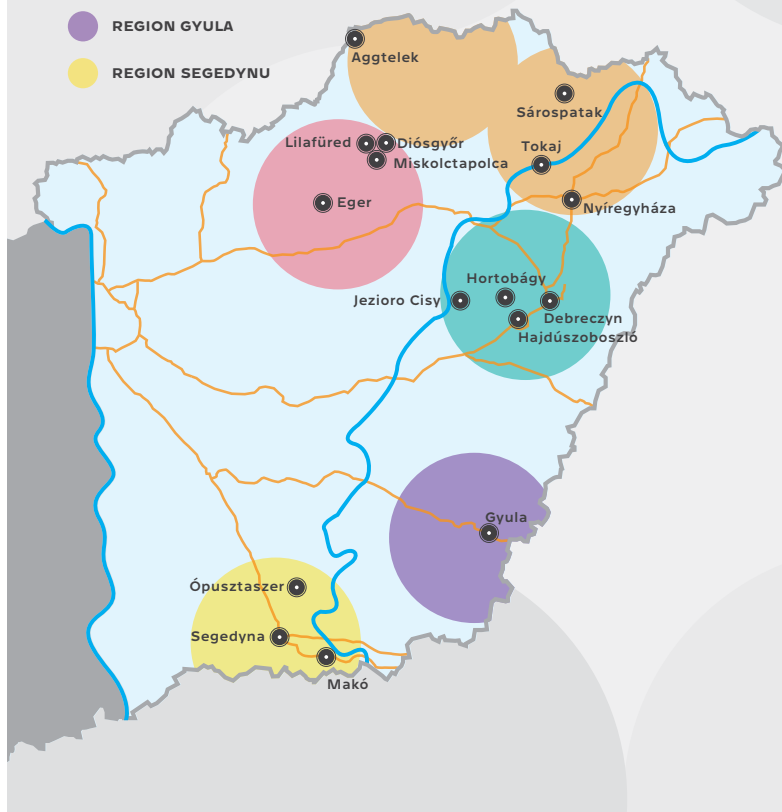 REGION GYULA
REGION SEGEDYNU
Aggtelek
Sárospatak
Lilafüred
Diósgyőr
Tokaj
Miskolctapolca
Eger
Nyíregyháza
Hortobágy
Jezioro Cisy
Debreczyn
Hajdúszoboszló
Gyula
Ópusztaszer
Segedyna
Makó